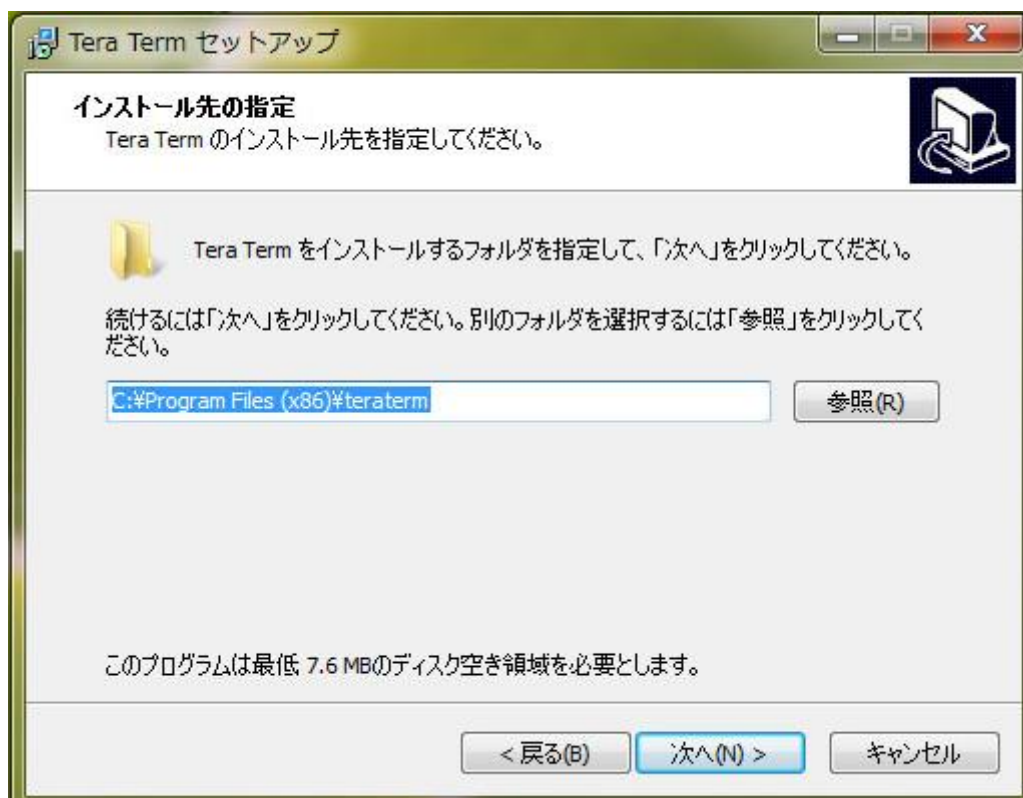 Tera Term セットアップ
インストール先の指定
Tera Term のインストール先を指定してください。
Tera Term をインストールするフォルダを指定して、「次へ」をクリックしてください。
続けるには「次へ」をクリックしてください。別のフォルダを選択するには「参照」をクリックしてく
ださい。
C:¥Program Files (x86)¥teraterm
参照(R)
このプログラムは最低 7.6 MBのディスク空き領域を必要とします。
< 戻る(B)
次へ(N) >
キャンセル